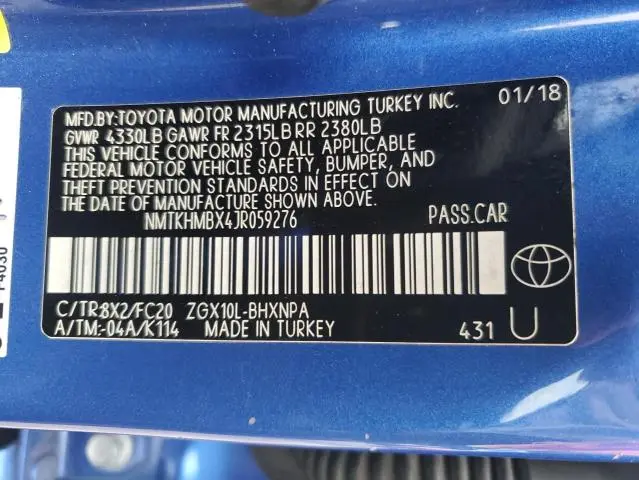 MFD.BY:TOYOTA MOTOR MANUFACTURING TURKEY INC. 01/18
GVWR 4330LB GAWR FR 2315LB RR 2380LB
THIS VEHICLE CONFORMS TO ALL APPLICABLE
FEDERAL MOTOR VEHICLE SAFETY, BUMPER, AND
THEFT PREVENTION STANDARDS IN EFFECT ON
THE DATE OF MANUFACTURE SHOWN ABOVE.
NMTKHMBX4JR059276 PASS.CAR
C/TR:8X2/FC20 ZGX10L-BHXNPA
A/TM:-04A/K114 MADE IN TURKEY 431 U
F4030